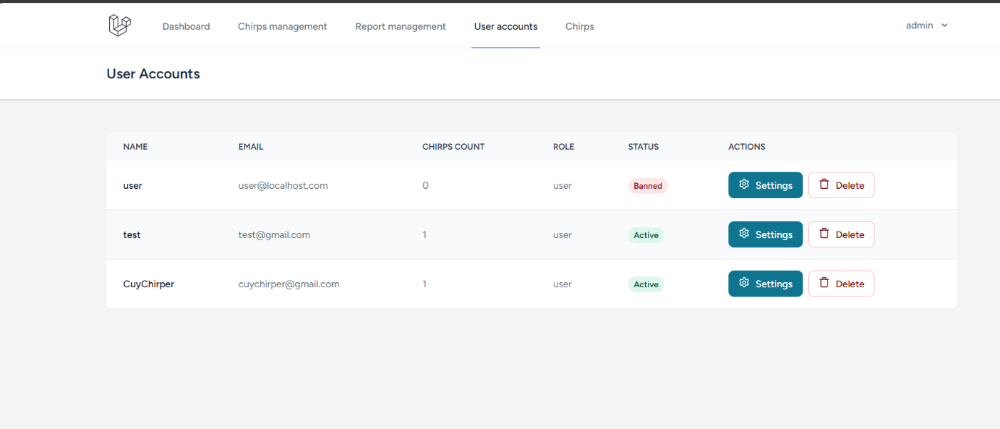 Dashboard Chirps management Report management User accounts Chirps admin
User Accounts
NAME EMAIL CHIRPS COUNT ROLE STATUS ACTIONS
user user@localhost.com 0 user Banned Settings Delete
test test@gmail.com 1 user Active Settings Delete
CuyChirper cuychirper@gmail.com 1 user Active Settings Delete